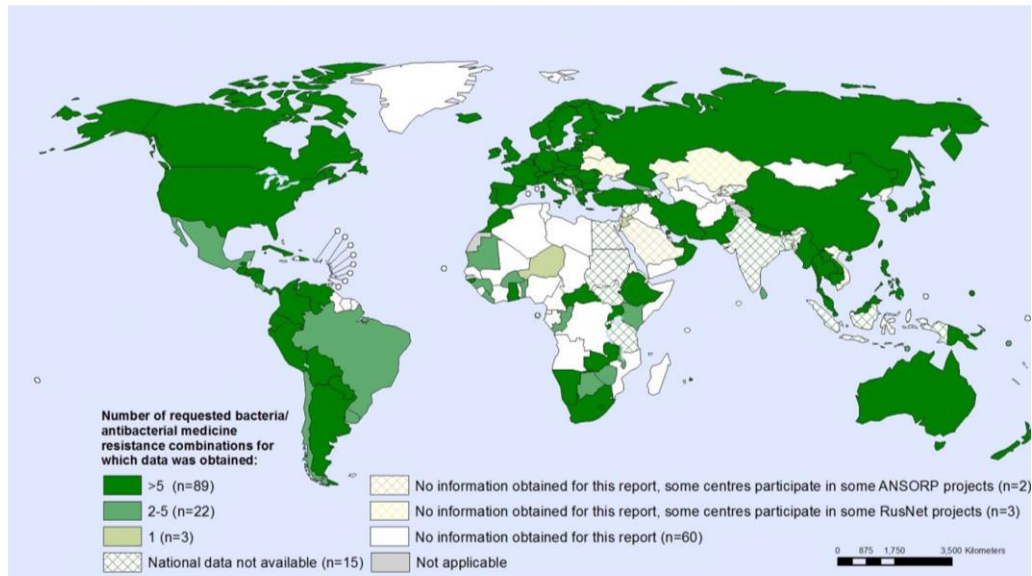 Number of requested bacteria/
antibacterial medicine
resistance combinations for
which data was obtained:
>5 (n=89)
2-5 (n=22)
1 (n=3)
National data not available (n=15)
No information obtained for this report, some centres participate in some ANSORP projects (n=2)
No information obtained for this report, some centres participate in some RusNet projects (n=3)
No information obtained for this report (n=60)
Not applicable
0 875 1,750 3,500 Kilometers